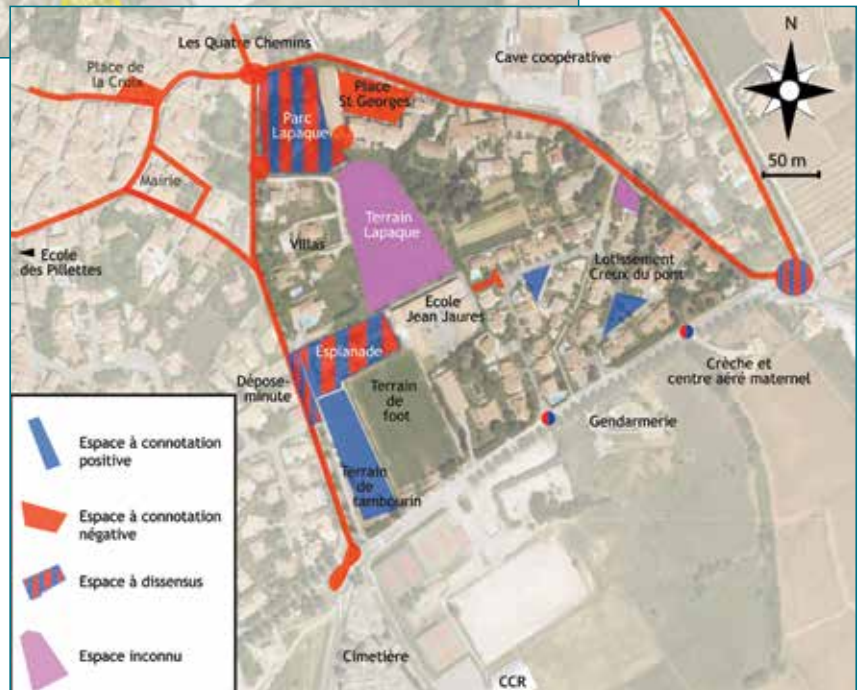 Les Quatre Chemins
Place de
la Croix
Cave coopérative
N
Place
St Georges
Parc
Lapaque
50 m
Mairie
Terrain
Lapaque
Villas
Ecole
des Pillettes
Lotissement
Creux du pont
Ecole
Jean Jaures
Esplanade
Dépose-
minute
Terrain
de
foot
Crèche et
centre aéré maternel
Gendarmerie
Terrain
de
tambourin
Espace à connotation
positive
Espace à connotation
négative
Espace à dissensus
Espace inconnu
Cimetière
CCR